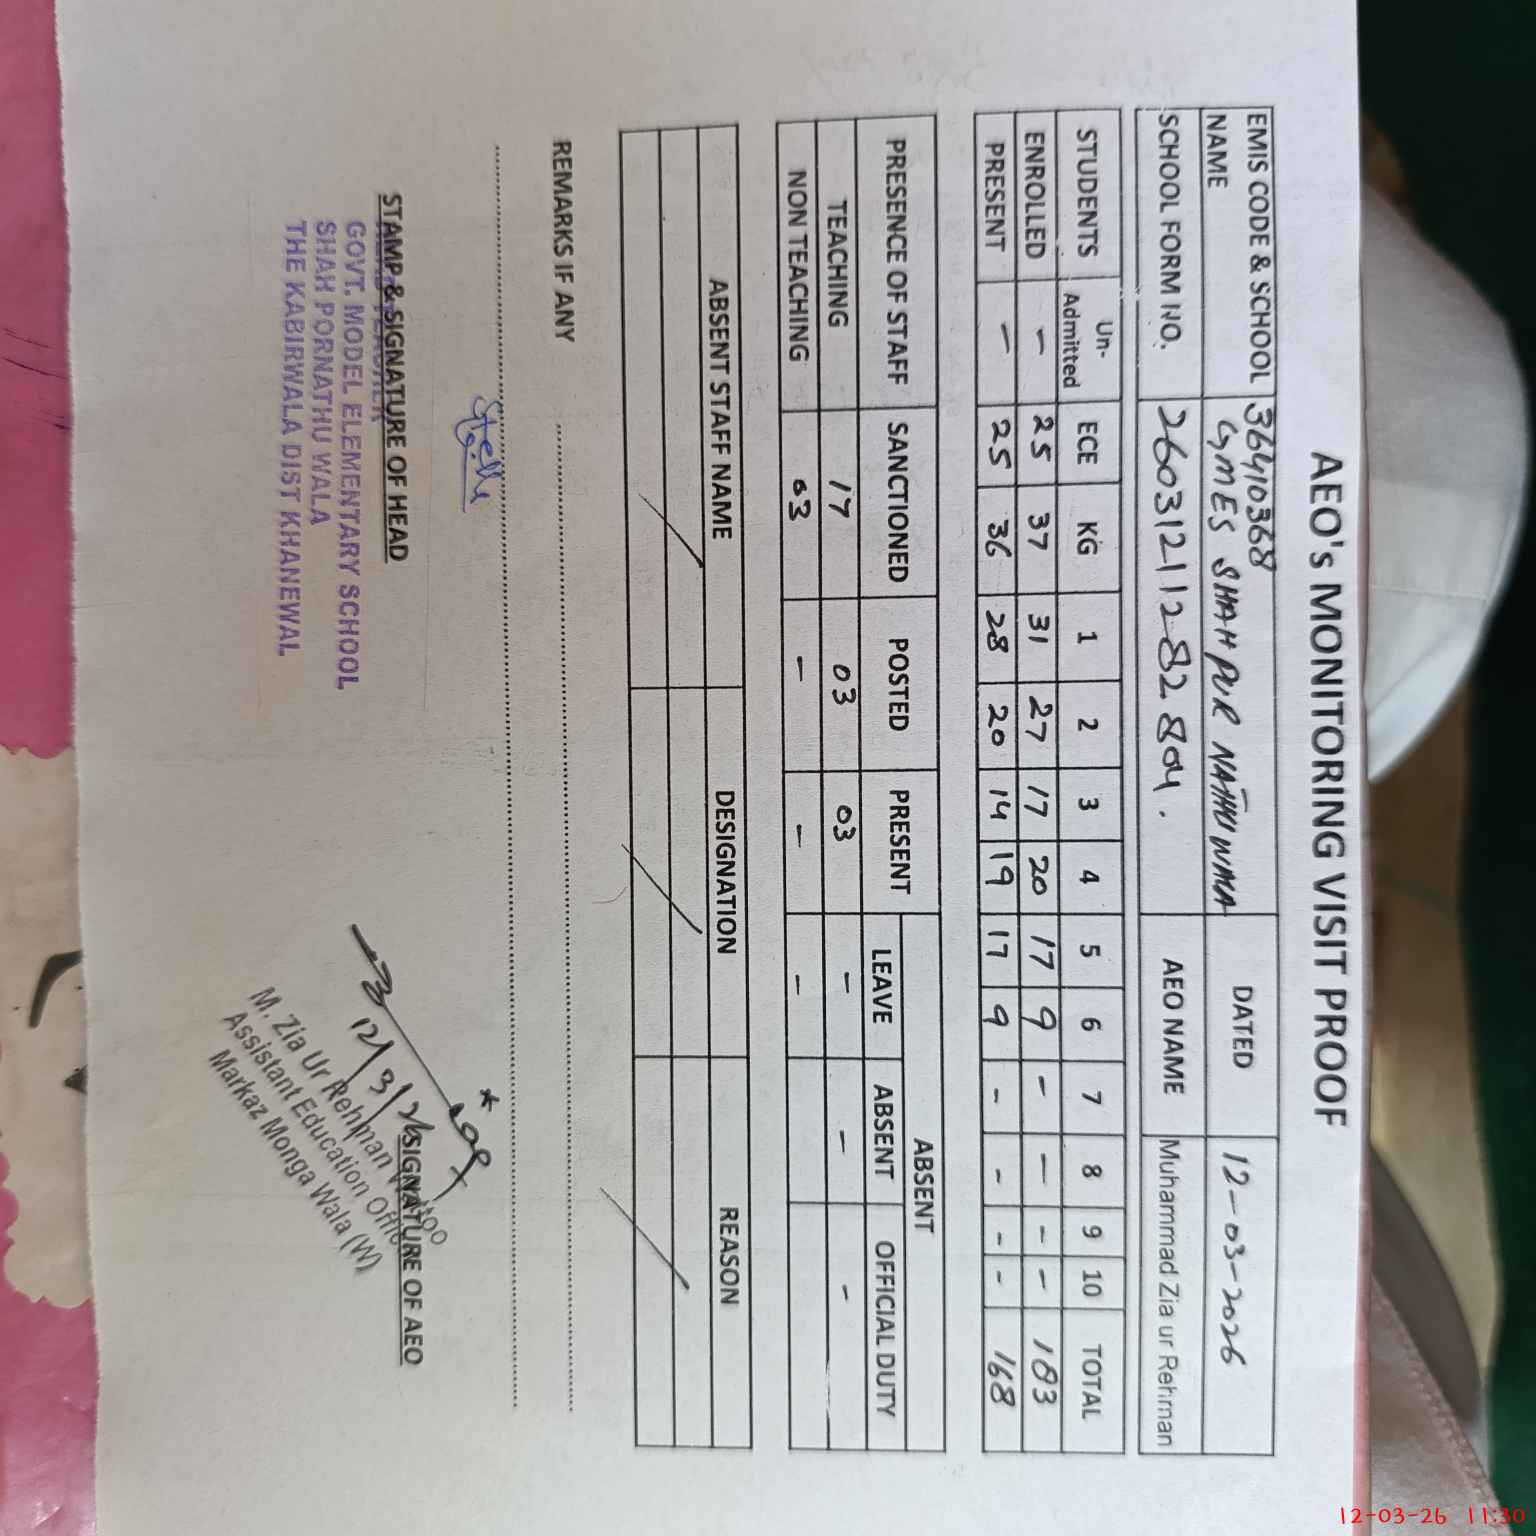 AEO's MONITORING VISIT PROOF
EMIS CODE & SCHOOL NAME 36410368 GMES SHAH PUR NATHU WALA DATED 12-03-2026
SCHOOL FORM NO. 26031211282804. AEO NAME Muhammad Zia ur Rehman
STUDENTS Un-Admitted ECE KG 1 2 3 4 5 6 7 8 9 10 TOTAL
ENROLLED - 25 37 31 27 17 20 17 9 - - - - 183
PRESENT - 25 36 28 20 14 19 17 9 - - - - 168
PRESENCE OF STAFF SANCTIONED POSTED PRESENT ABSENT
LEAVE ABSENT OFFICIAL DUTY
TEACHING 17 03 03 - - -
NON TEACHING 03 - - -
ABSENT STAFF NAME DESIGNATION REASON
REMARKS IF ANY
STAMP & SIGNATURE OF HEAD
GOVT. MODEL ELEMENTARY SCHOOL
SHAH PORNATHU WALA
THE KABIRWALA DIST KHANEWAL
12/3/26
SIGNATURE OF AEO
M. Zia Ur Rehman
Assistant Education
Markaz Monga Wala (W)
12-03-26 11:30